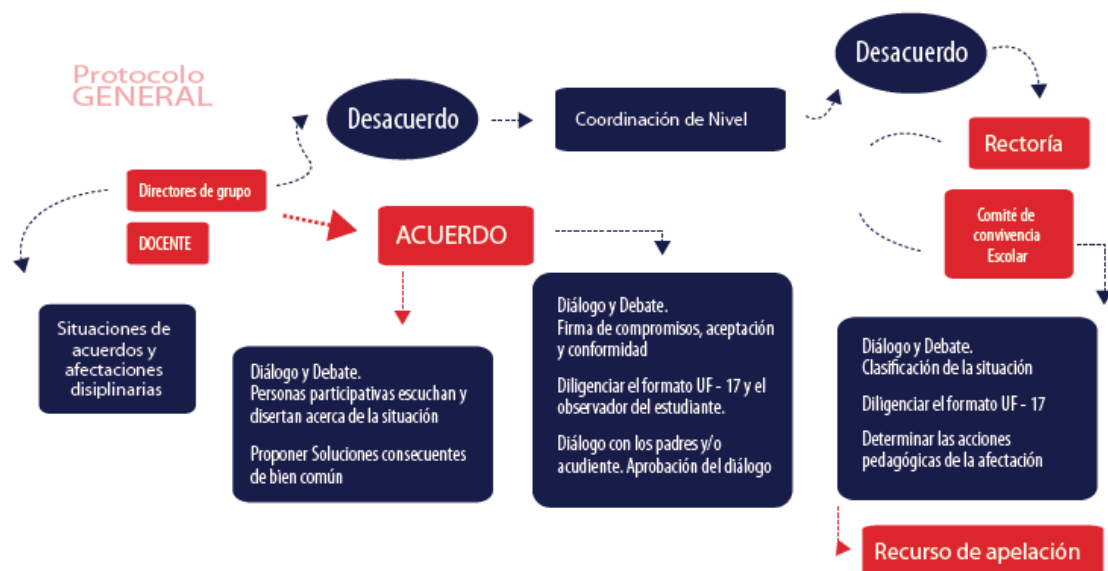 Protocolo
GENERAL
Desacuerdo
Coordinación de Nivel
Desacuerdo
Rectoría
Directores de grupo
DOCENTE
ACUERDO
Comité de
convivencia
Escolar
Situaciones de
acuerdos y
afectaciones
disiplinarias
Diálogo y Debate.
Personas participativas escuchan y
disertan acerca de la situación
Proponer Soluciones consecuentes
de bien común
Diálogo y Debate.
Firma de compromisos, aceptación
y conformidad
Diligenciar el formato UF - 17 y el
observador del estudiante.
Diálogo con los padres y/o
acudiente. Aprobación del diálogo
Diálogo y Debate.
Clasificación de la situación
Diligenciar el formato UF - 17
Determinar las acciones
pedagógicas de la afectación
Recurso de apelación